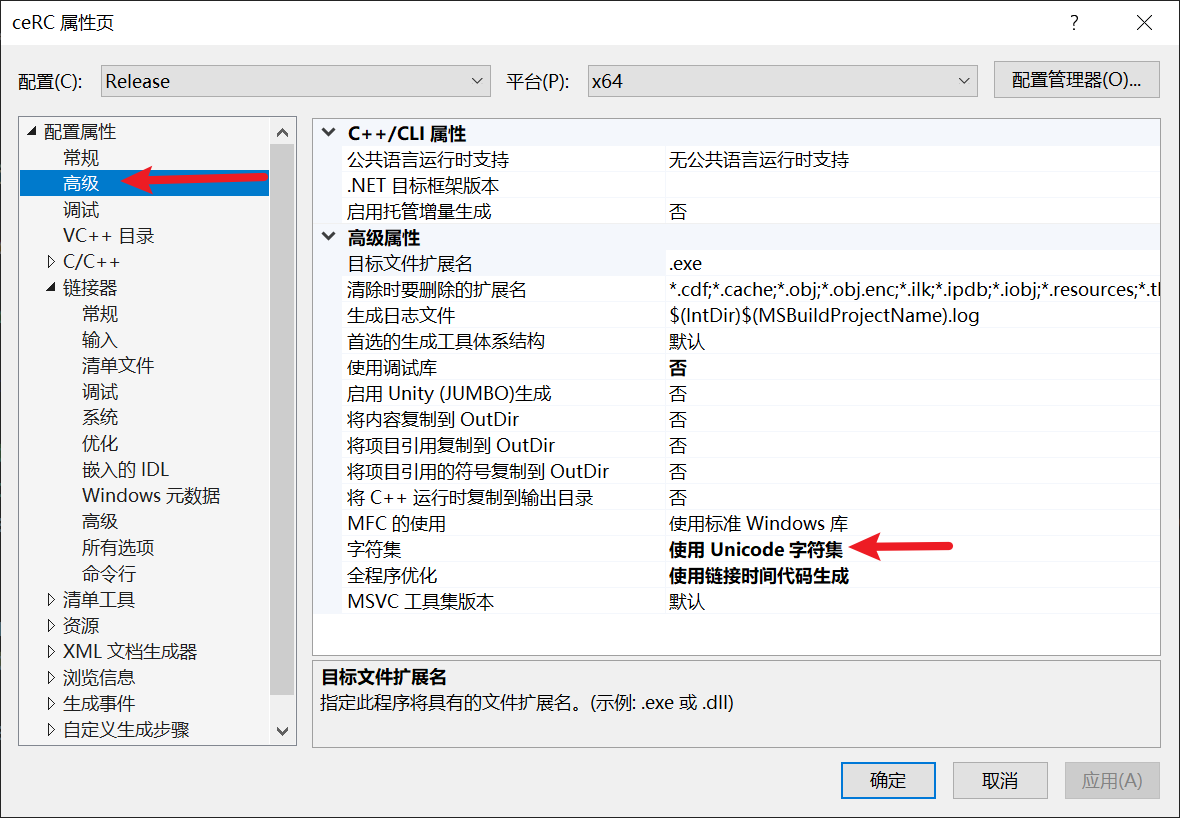 ceRC 属性页
?
配置(C):
Release
平台(P):
x64
配置管理器(O)...
配置属性
常规
高级
调试
VC++ 目录
C/C++
链接器
常规
输入
清单文件
调试
系统
优化
嵌入的 IDL
Windows 元数据
高级
所有选项
命令行
清单工具
资源
XML 文档生成器
浏览信息
生成事件
自定义生成步骤
C++/CLI 属性
公共语言运行时支持 无公共语言运行时支持
.NET 目标框架版本
启用托管增量生成 否
高级属性
目标文件扩展名 .exe
清除时要删除的扩展名 *.cdf;*.cache;*.obj;*.obj.enc;*.ilk;*.ipdb;*.iobj;*.resources;*.tl
生成日志文件 $(IntDir)$(MSBuildProjectName).log
首选的生成工具体系结构 默认
使用调试库 否
启用 Unity (JUMBO)生成 否
将内容复制到 OutDir 否
将项目引用复制到 OutDir 否
将项目引用的符号复制到 OutDir 否
将 C++ 运行时复制到输出目录 否
MFC 的使用 使用标准 Windows 库
字符集 使用 Unicode 字符集
全程序优化 使用链接时间代码生成
MSVC 工具集版本 默认
目标文件扩展名
指定此程序将具有的文件扩展名。(示例: .exe 或 .dll)
确定
取消
应用(A)